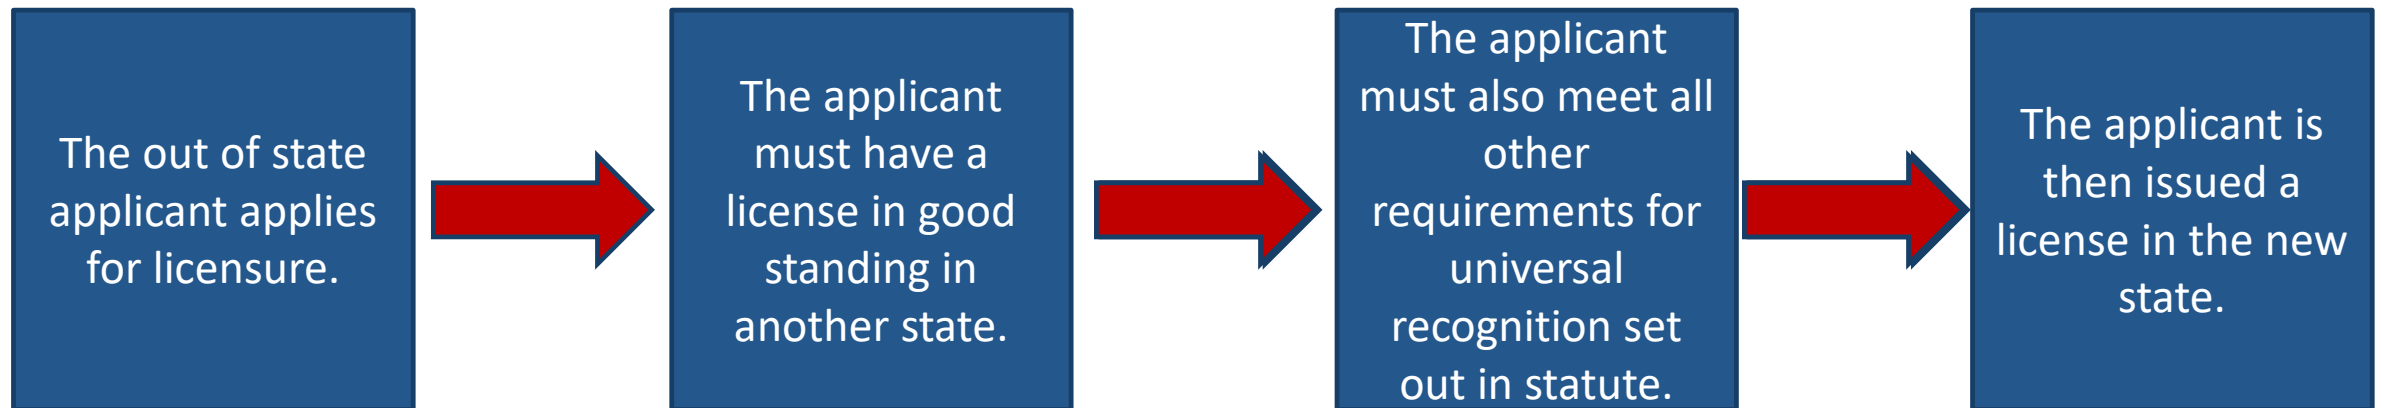 The out of state
applicant applies
for licensure.
The applicant
must have a
license in good
standing in
another state.
The applicant
must also meet all
other
requirements for
universal
recognition set
out in statute.
The applicant is
then issued a
license in the new
state.